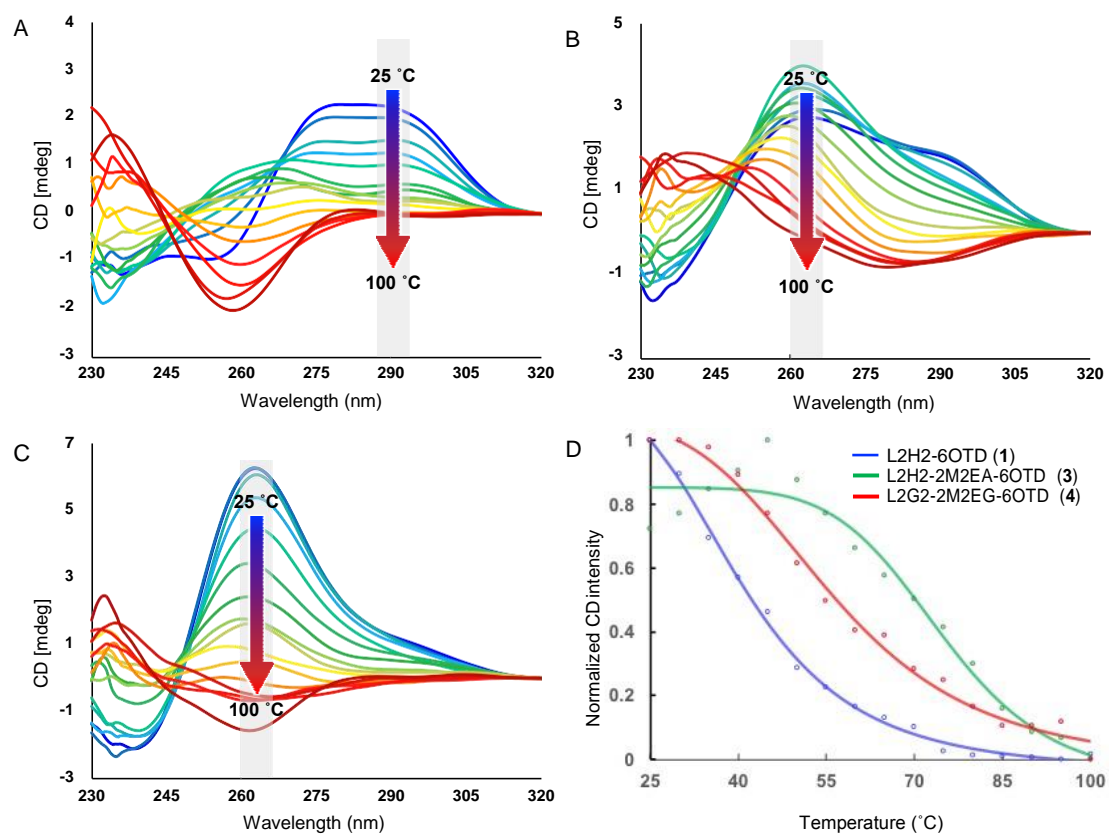 A
4
3
2
1
0
-1
-2
-3
CD [mdeg]
25 ˚C
100 ˚C
230 245 260 275 290 305 320
Wavelength (nm)
B
5
3
1
-1
-3
CD [mdeg]
25 ˚C
100 ˚C
230 245 260 275 290 305 320
Wavelength (nm)
C
7
5
3
1
-1
-3
CD [mdeg]
25 ˚C
100 ˚C
230 245 260 275 290 305 320
Wavelength (nm)
D
1
0.8
0.6
0.4
0.2
0
Normalized CD intensity
L2H2-6OTD (1)
L2H2-2M2EA-6OTD (3)
L2G2-2M2EG-6OTD (4)
25 40 55 70 85 100
Temperature (˚C)